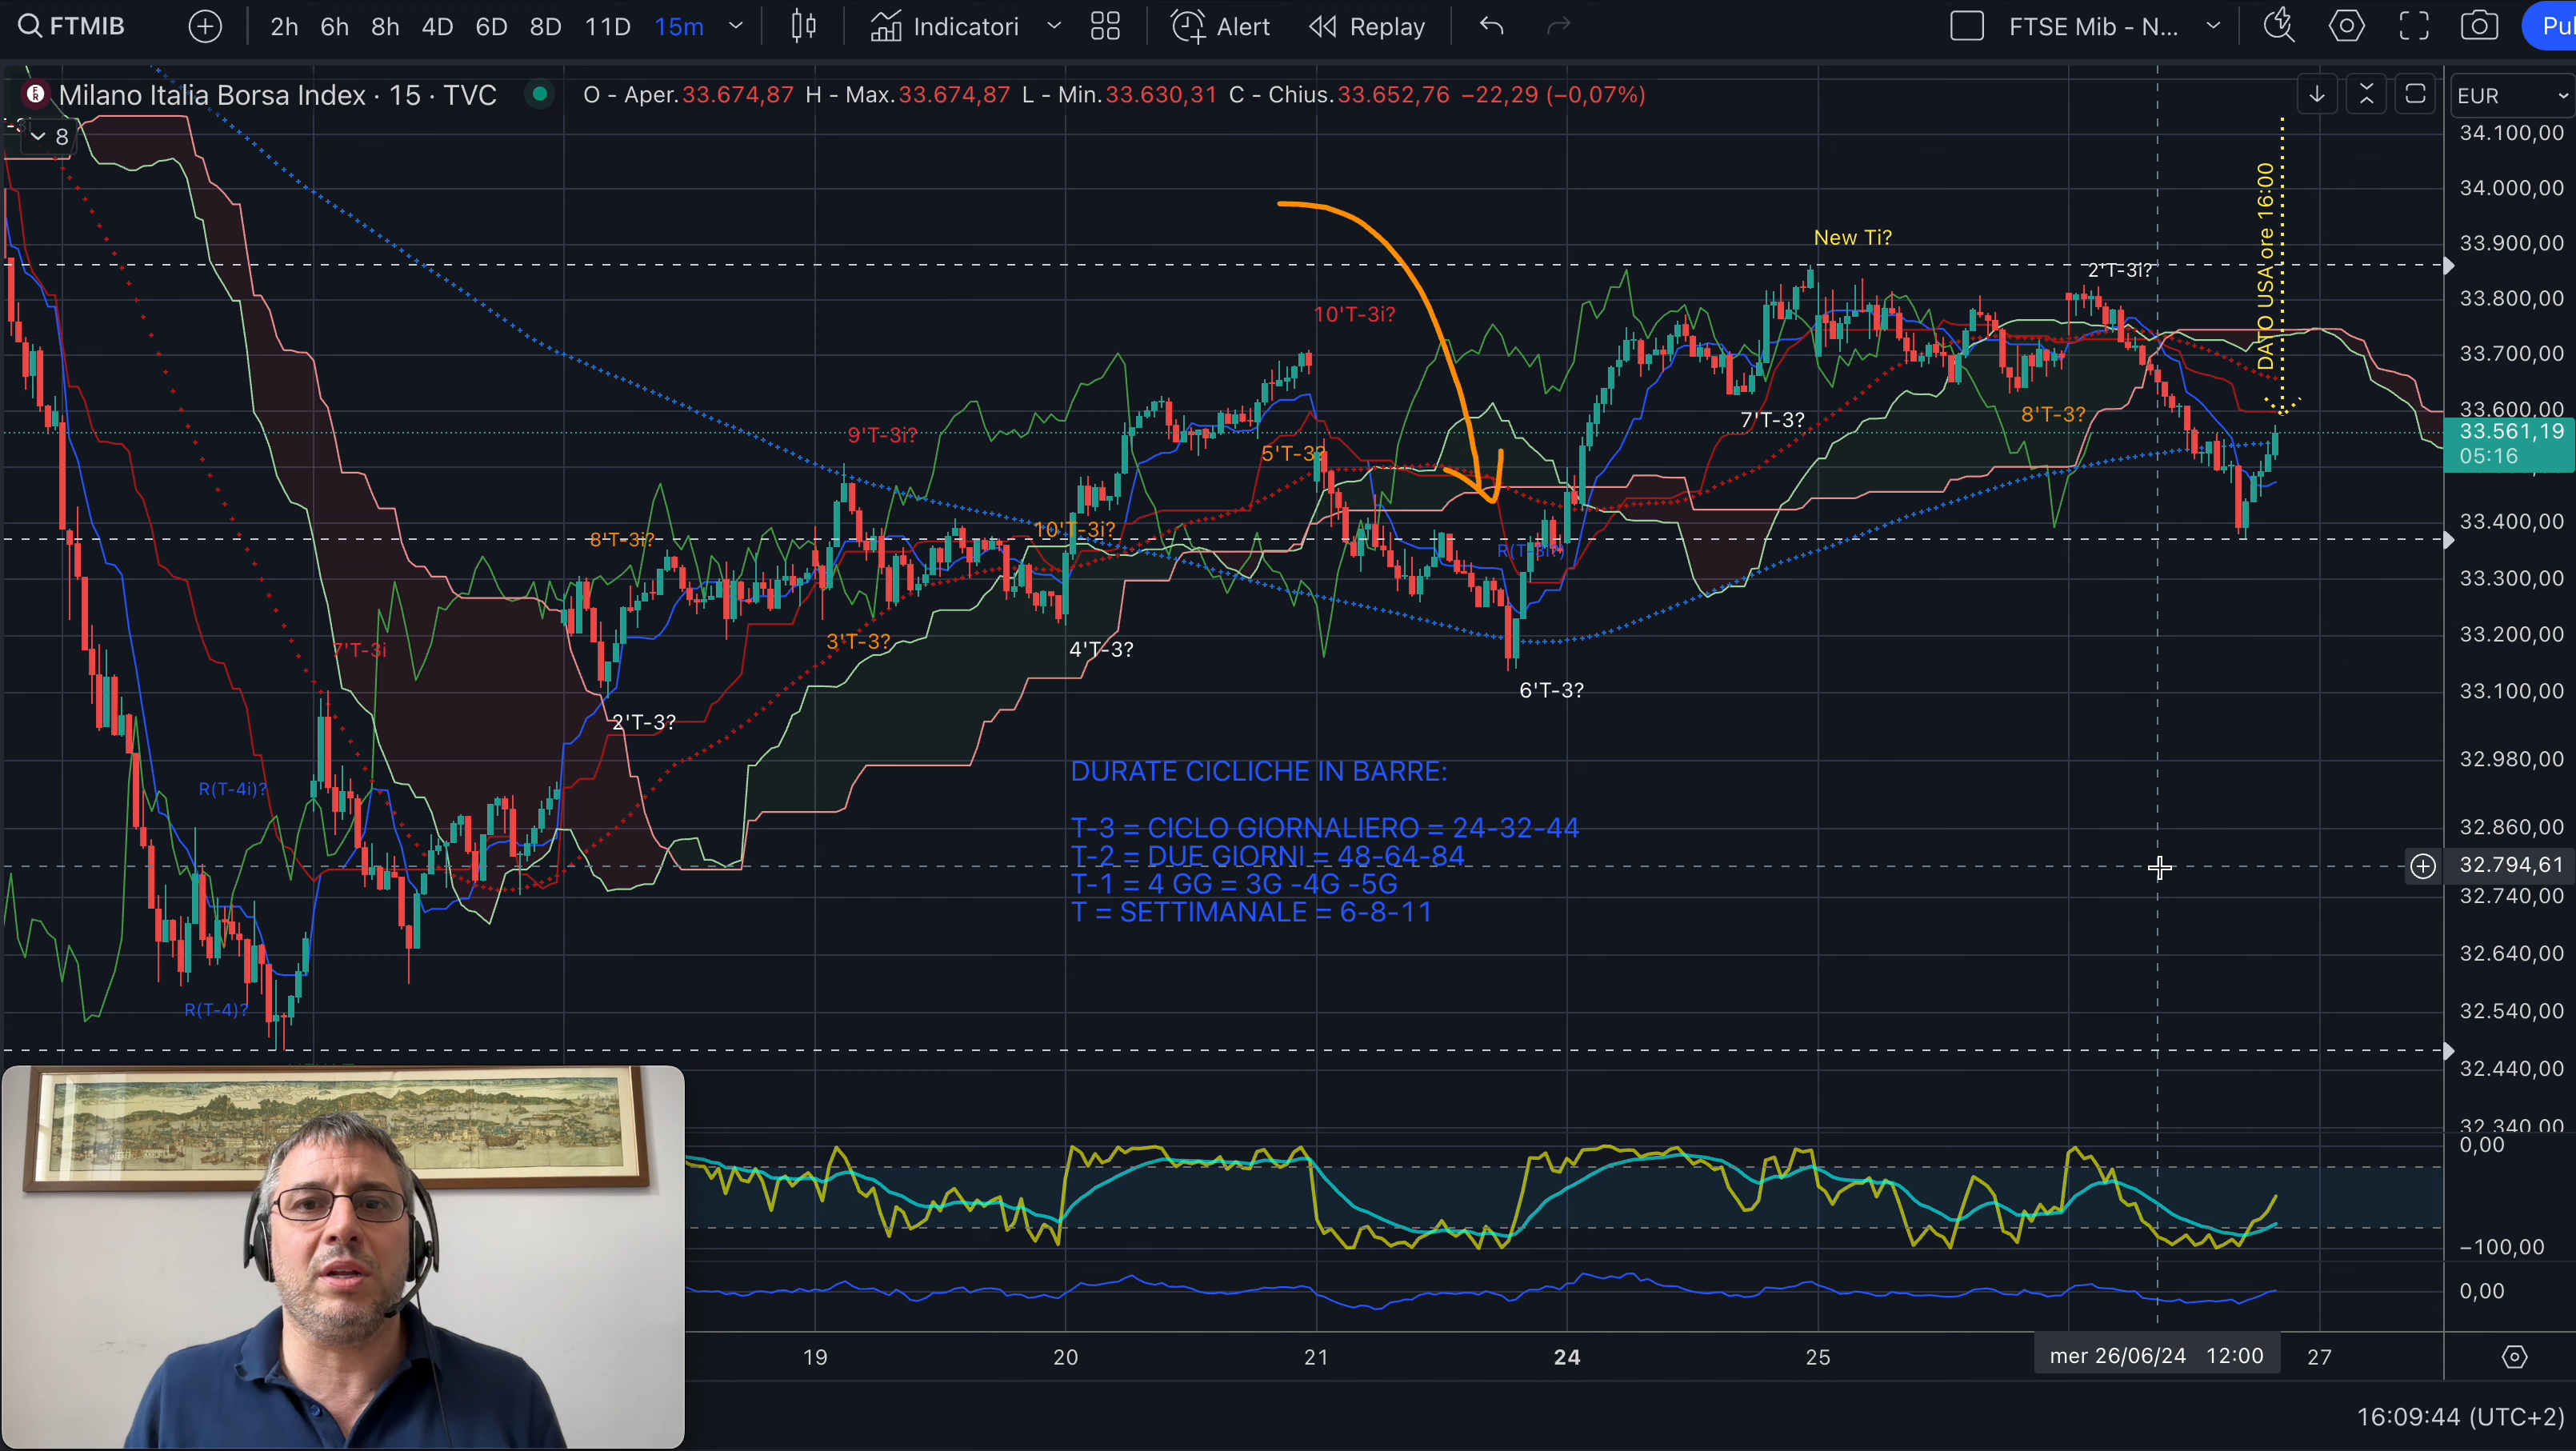 FTMIB
2h 6h 8h 4D 6D 8D 11D 15m
Indicatori
Alert
Replay
FTSE Mib - N...
Pul
Milano Italia Borsa Index · 15 · TVC
O - Aper.33.674,87 H - Max.33.674,87 L - Min.33.630,31 C - Chius.33.652,76 −22,29 (−0,07%)
EUR
8
34.100,00
34.000,00
33.900,00
33.800,00
33.700,00
33.600,00
33.561,19
05:16
33.400,00
33.300,00
33.200,00
33.100,00
32.980,00
32.860,00
32.794,61
32.740,00
32.640,00
32.540,00
32.440,00
32.340,00
0,00
−100,00
0,00
DATO USA ore 16:00
New Ti?
2'T-3i?
10'T-3i?
9'T-3i?
5'T-3?
7'T-3?
8'T-3?
8'T-3i?
10'T-3i?
R(T-3i?)
7'T-3i
3'T-3?
4'T-3?
6'T-3?
2'T-3?
R(T-4i)?
R(T-4)?
DURATE CICLICHE IN BARRE:
T-3 = CICLO GIORNALIERO = 24-32-44
T-2 = DUE GIORNI = 48-64-84
T-1 = 4 GG = 3G -4G -5G
T = SETTIMANALE = 6-8-11
19 20 21 24 25 mer 26/06/24 12:00 27
16:09:44 (UTC+2)